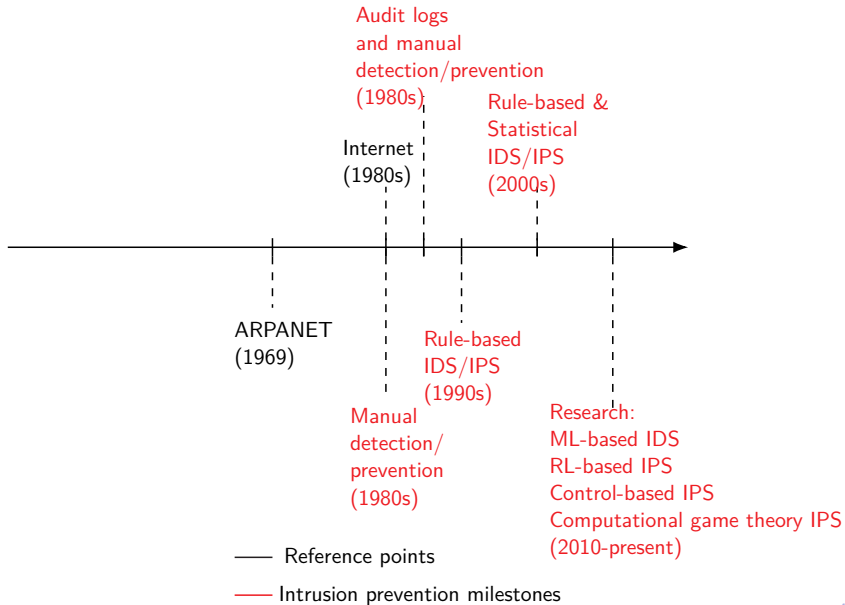 Audit logs
and manual
detection/prevention
(1980s)
Rule-based &
Statistical
IDS/IPS
(2000s)
Internet
(1980s)
ARPANET
(1969)
Rule-based
IDS/IPS
(1990s)
Manual
detection/
prevention
(1980s)
Research:
ML-based IDS
RL-based IPS
Control-based IPS
Computational game theory IPS
(2010-present)
Reference points
Intrusion prevention milestones